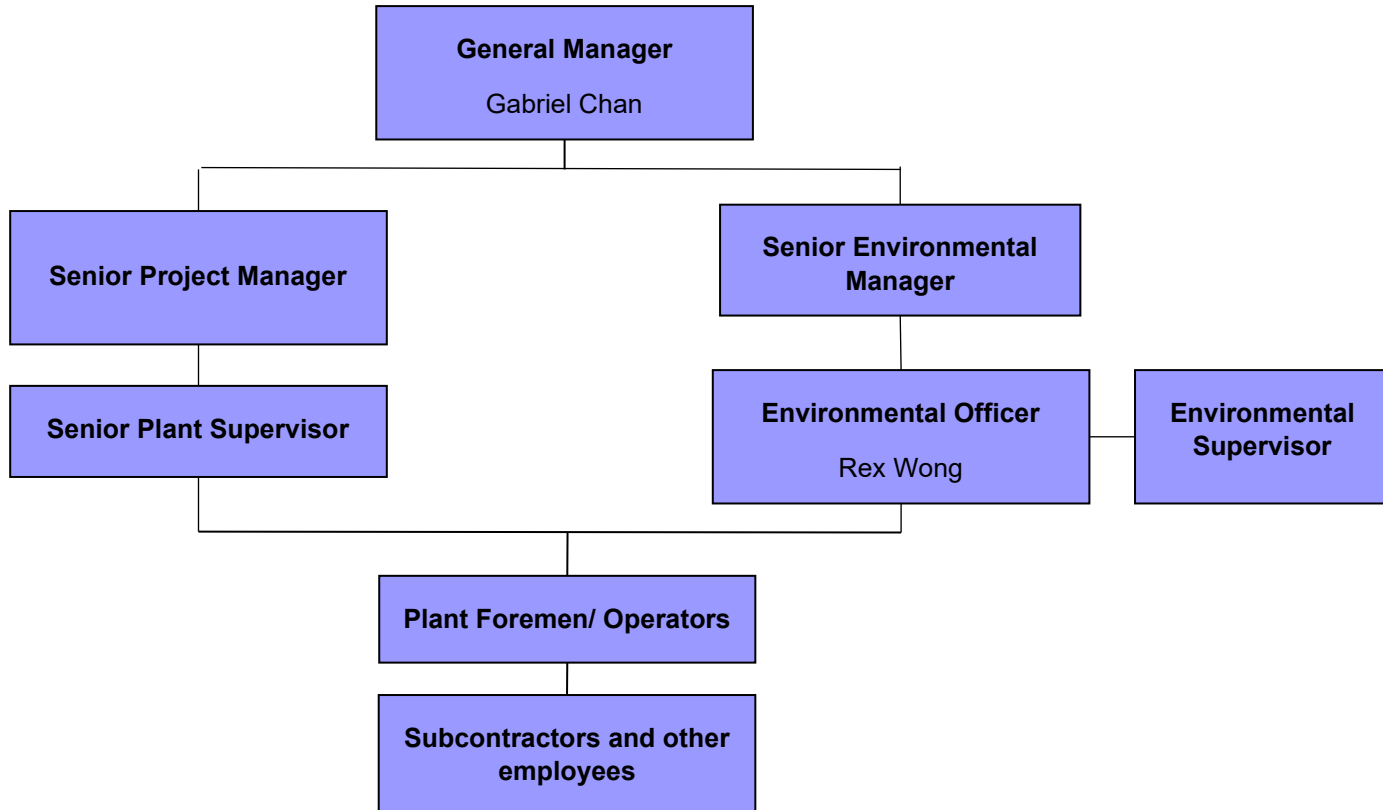 General Manager
Gabriel Chan
Senior Project Manager
Senior Environmental
Manager
Senior Plant Supervisor
Environmental Officer
Rex Wong
Environmental
Supervisor
Plant Foremen/ Operators
Subcontractors and other
employees